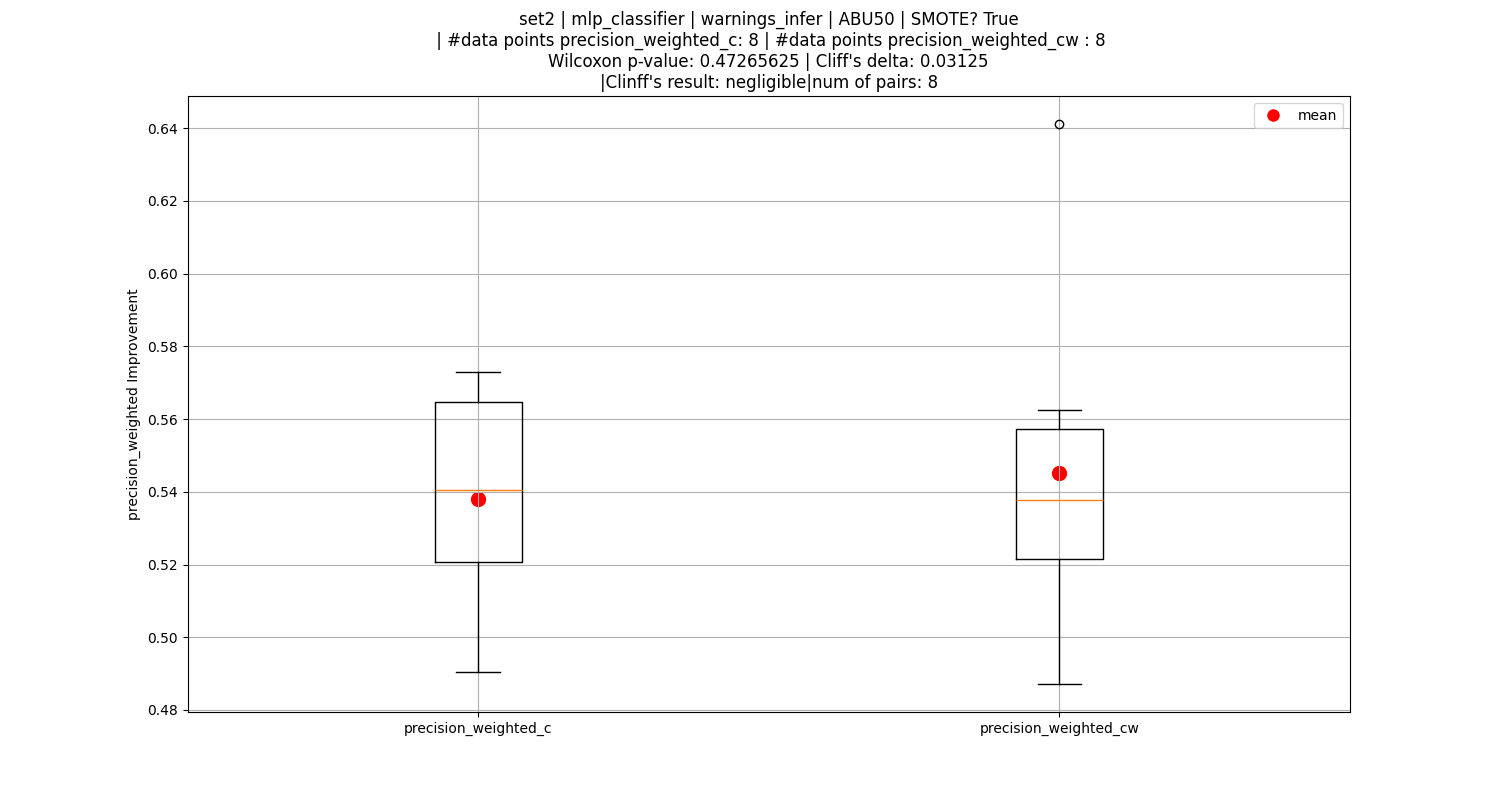 set2 | mlp_classifier | warnings_infer | ABU50 | SMOTE? True
| #data points precision_weighted_c: 8 | #data points precision_weighted_cw : 8
Wilcoxon p-value: 0.47265625 | Cliff's delta: 0.03125
|Clinff's result: negligible|num of pairs: 8
mean
0.64
0.62
0.60
0.58
0.56
0.54
0.52
0.50
0.48
precision_weighted Improvement
precision_weighted_c
precision_weighted_cw